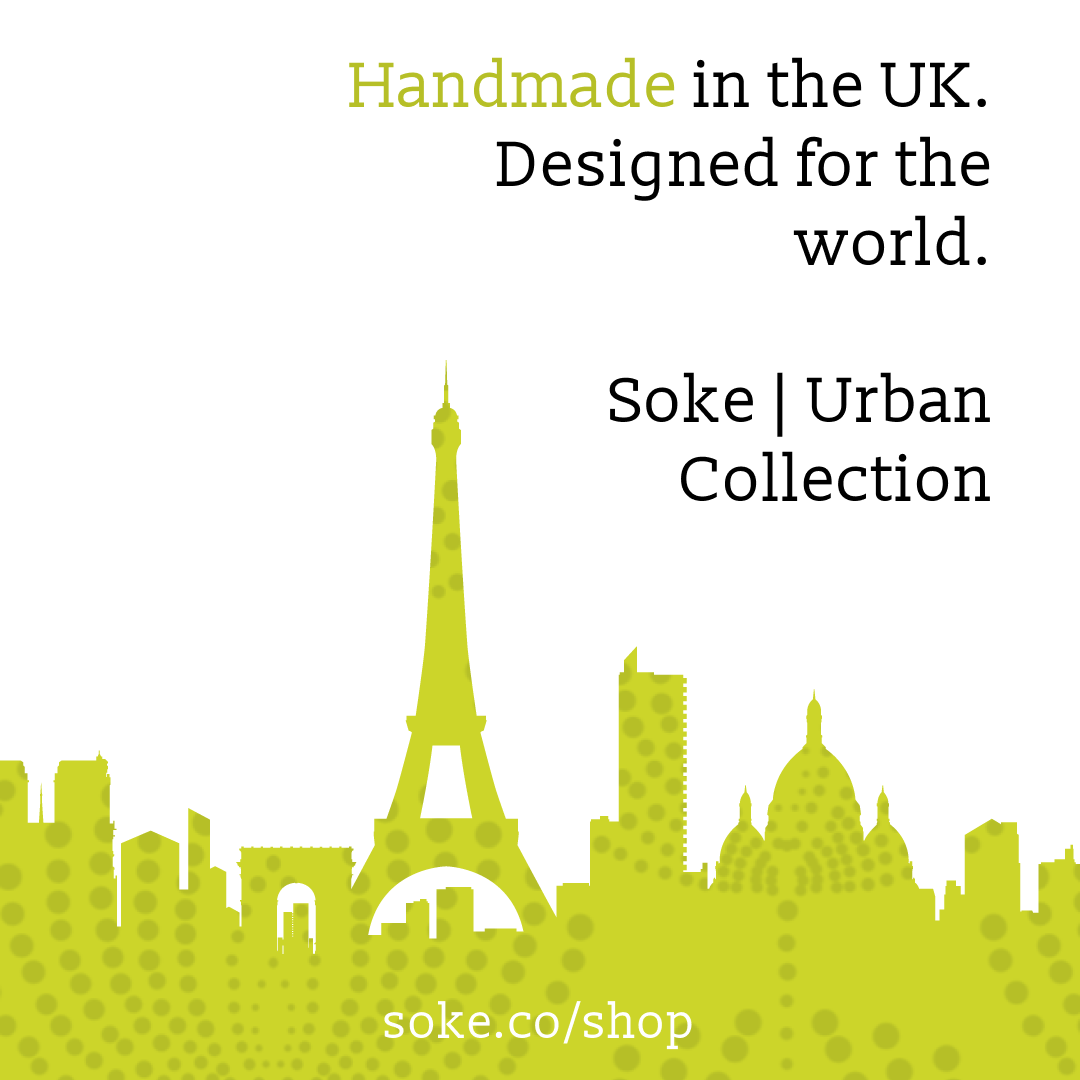 Handmade in the UK.
Designed for the
world.
Soke | Urban
Collection
soke.co/shop